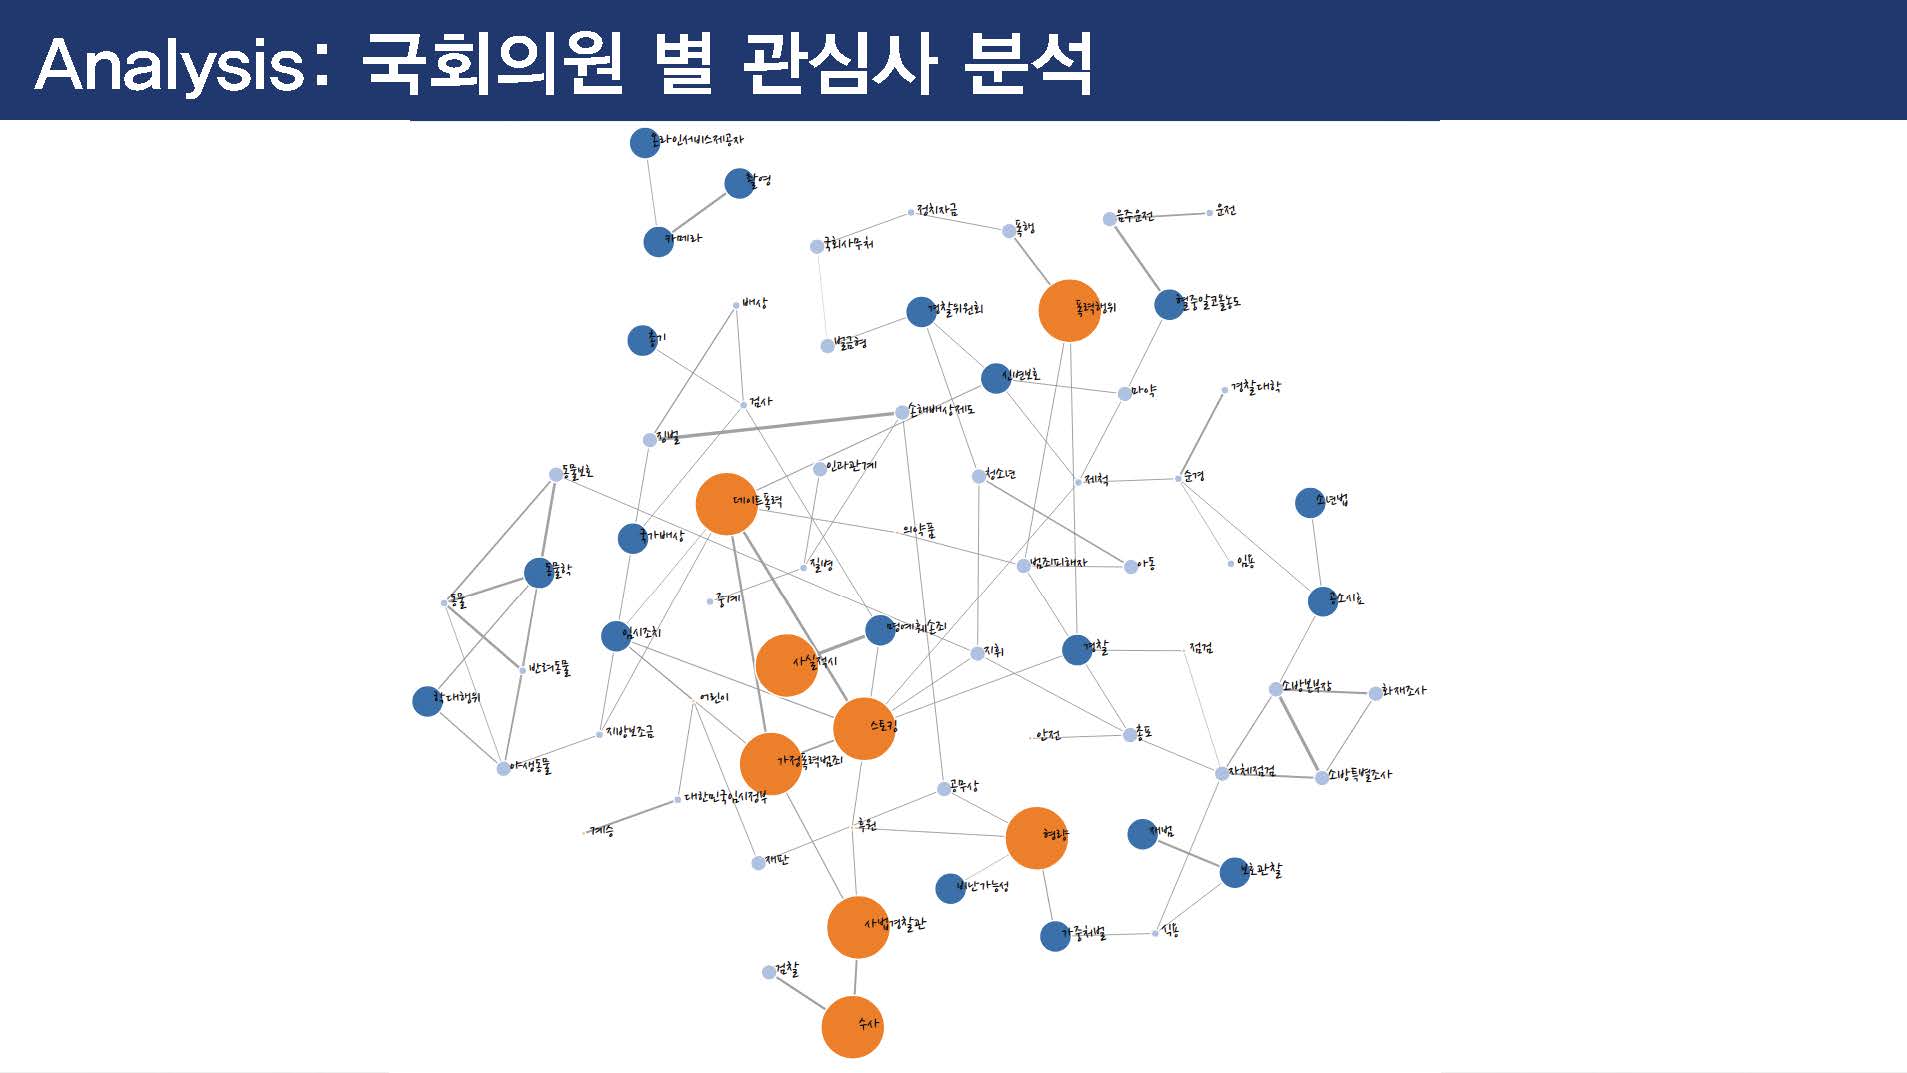 Analysis: 국회의원 별 관심사 분석
온라인서비스제공자
촬영
카메라
정치자금
국회사무처
폭행
음주운전
운전
배상
총기
경찰위원회
폭력행위
혈중알코올농도
벌금형
신변보호
마약
경찰대학
검사
손해배상제도
징벌
동물보호
인과관계
청소년
제척
순경
데이트폭력
소년법
국가배상
의약품
동물학
질병
범죄피해자
아동
임용
동물
중계
공소시효
임시조치
명예훼손죄
사실적시
지휘
경찰
점검
반려동물
학대행위
어린이
소방본부장
화재조사
지방보조금
스토킹
안전
총포
야생동물
가정폭력범죄
자체점검
소방특별조사
대한민국임시정부
공무상
계승
후원
형량
재범
재판
보호관찰
비난가능성
사법경찰관
가중처벌
식용
검찰
수사